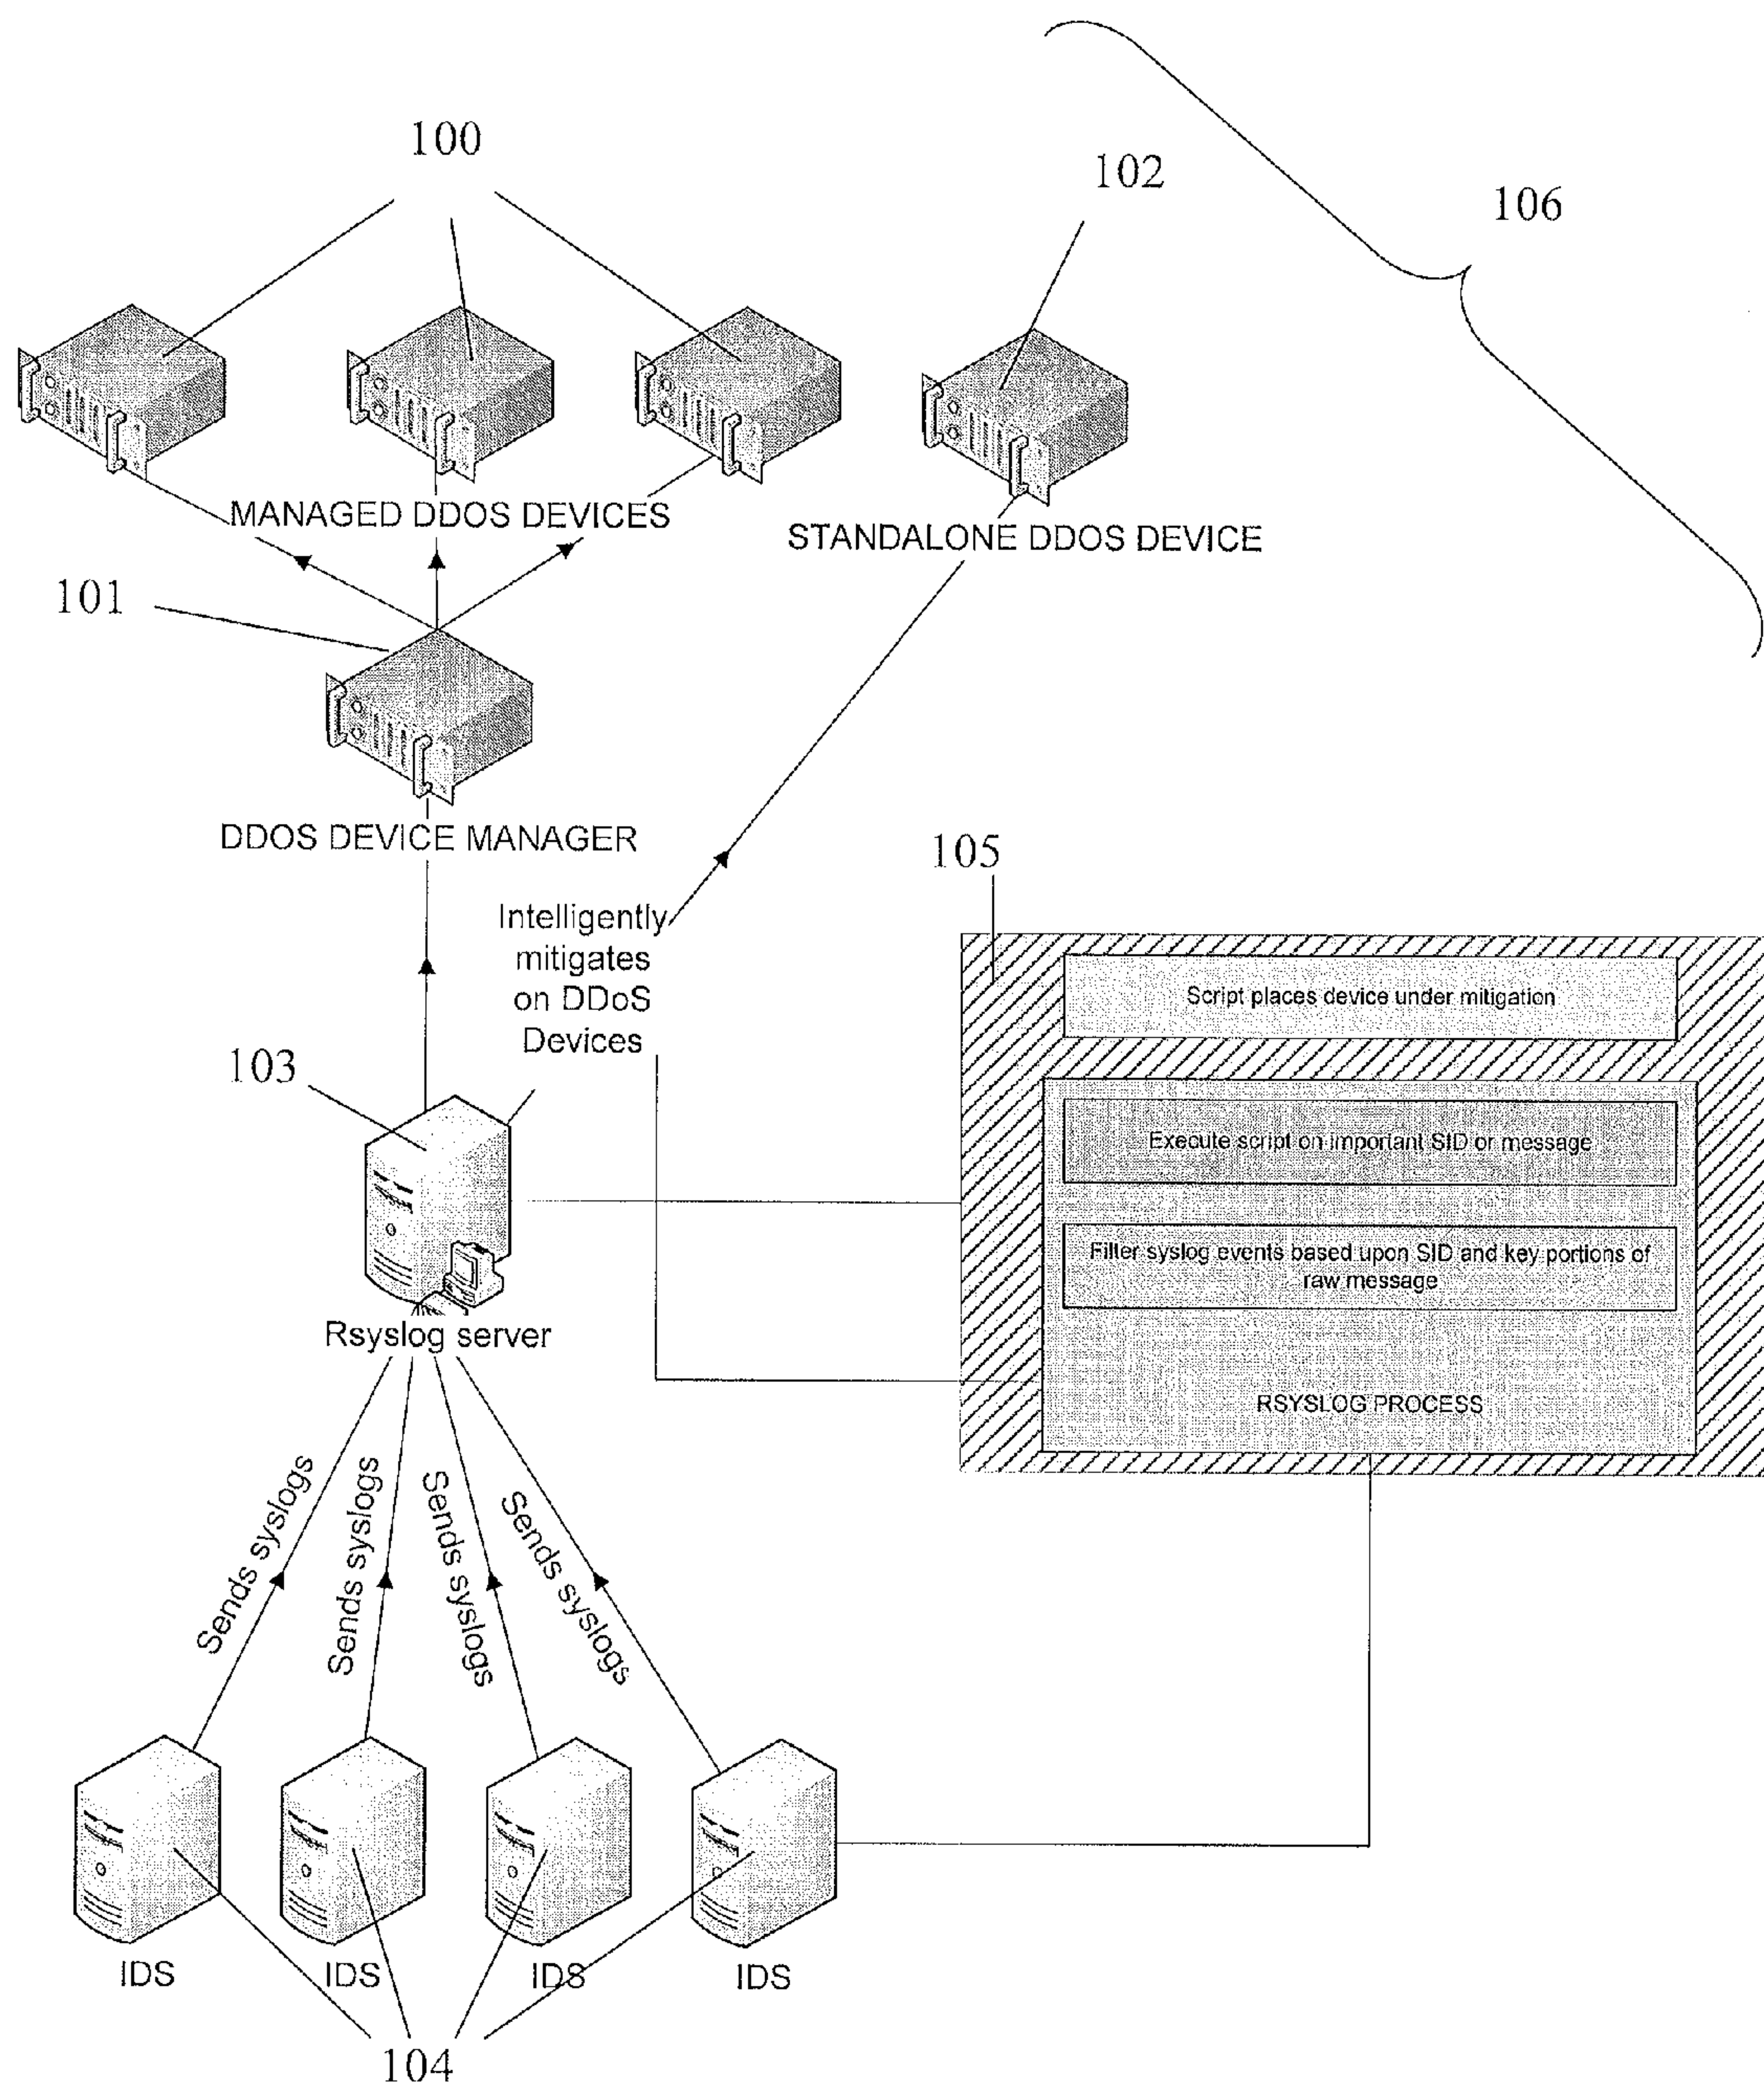 100
102
106
MANAGED DDOS DEVICES
STANDALONE DDOS DEVICE
101
DDOS DEVICE MANAGER
105
Intelligently
mitigates
on DDoS
Devices
Script places device under mitigation
103
Execute script on important SID or message
Filter syslog events based upon SID and key portions of
raw message
Rsyslog server
RSYSLOG PROCESS
Sends syslogs
Sends syslogs
Sends syslogs
Sends syslogs
IDS
IDS
IDS
IDS
104